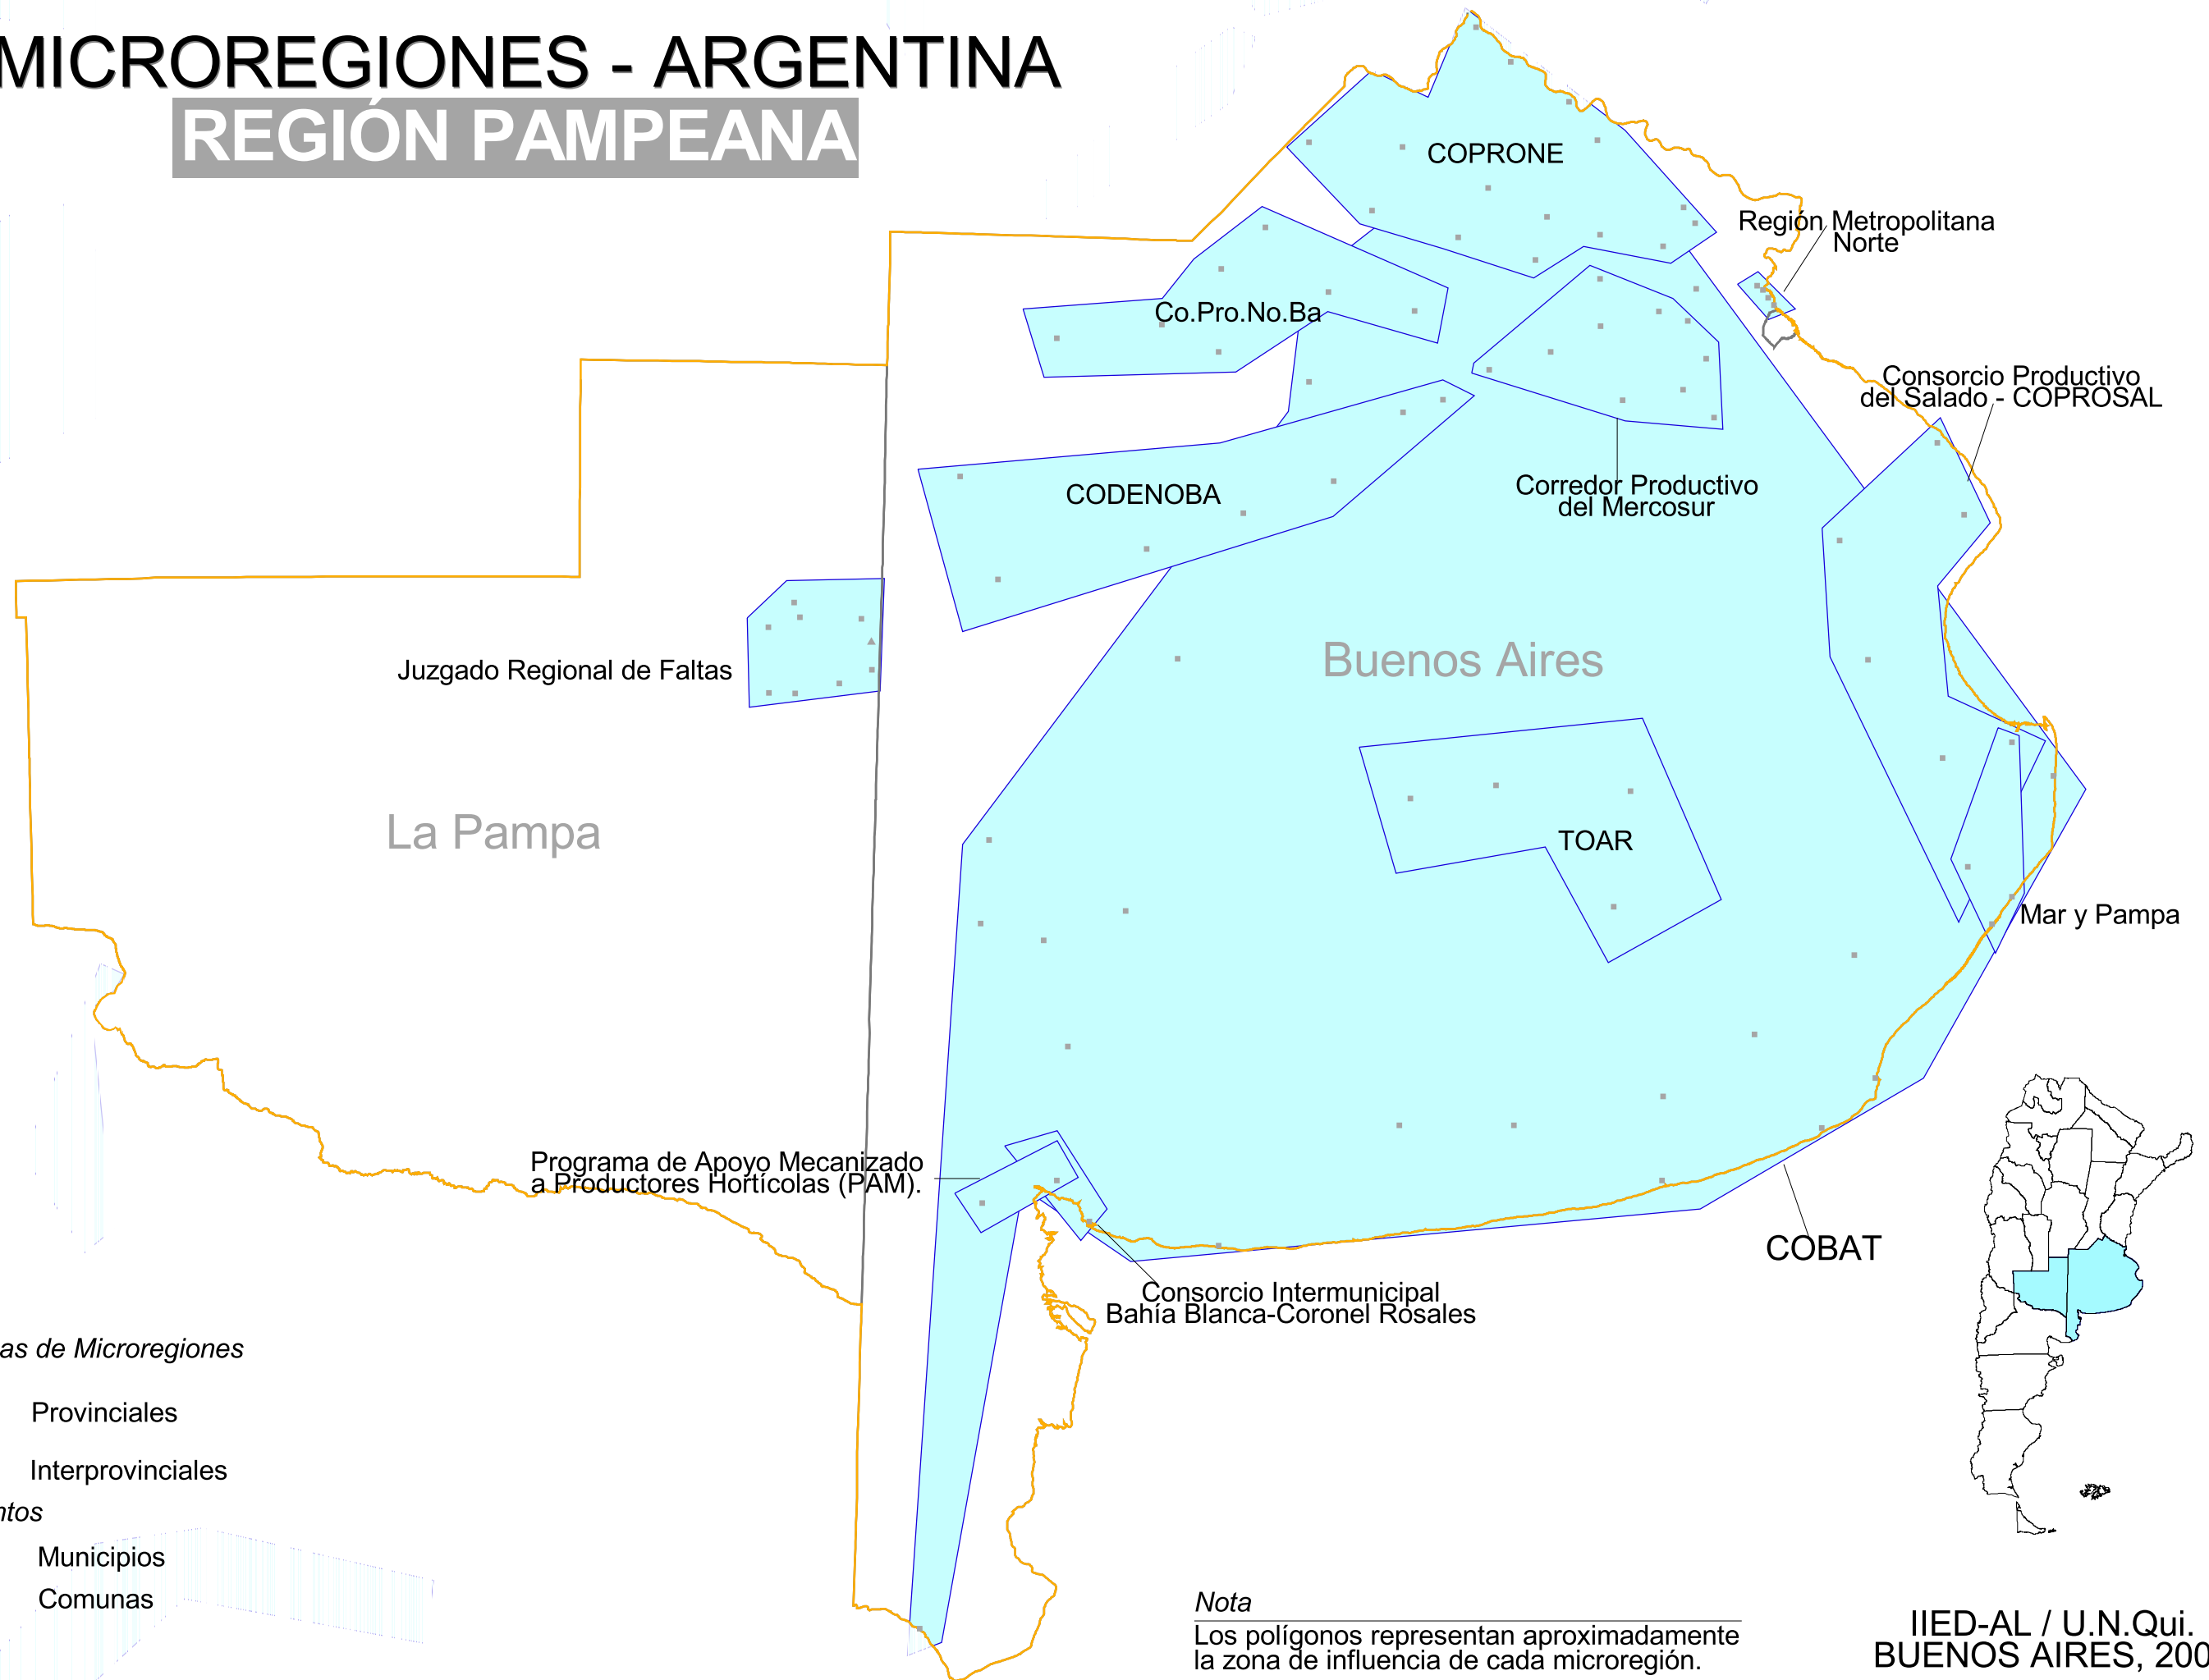 MICROREGIONES - ARGENTINA
REGIÓN PAMPEANA
COPRONE
Región Metropolitana
Norte
Co.Pro.No.Ba
Consorcio Productivo
del Salado - COPROSAL
CODENOBA
Corredor Productivo
del Mercosur
Buenos Aires
Juzgado Regional de Faltas
La Pampa
TOAR
Mar y Pampa
Programa de Apoyo Mecanizado
a Productores Hortícolas (PAM).
COBAT
Consorcio Intermunicipal
Bahía Blanca-Coronel Rosales
as de Microregiones
Provinciales
Interprovinciales
ntos
Municipios
Comunas
Nota
Los polígonos representan aproximadamente
la zona de influencia de cada microregión.
IIED-AL / U.N.Qui.
BUENOS AIRES, 200